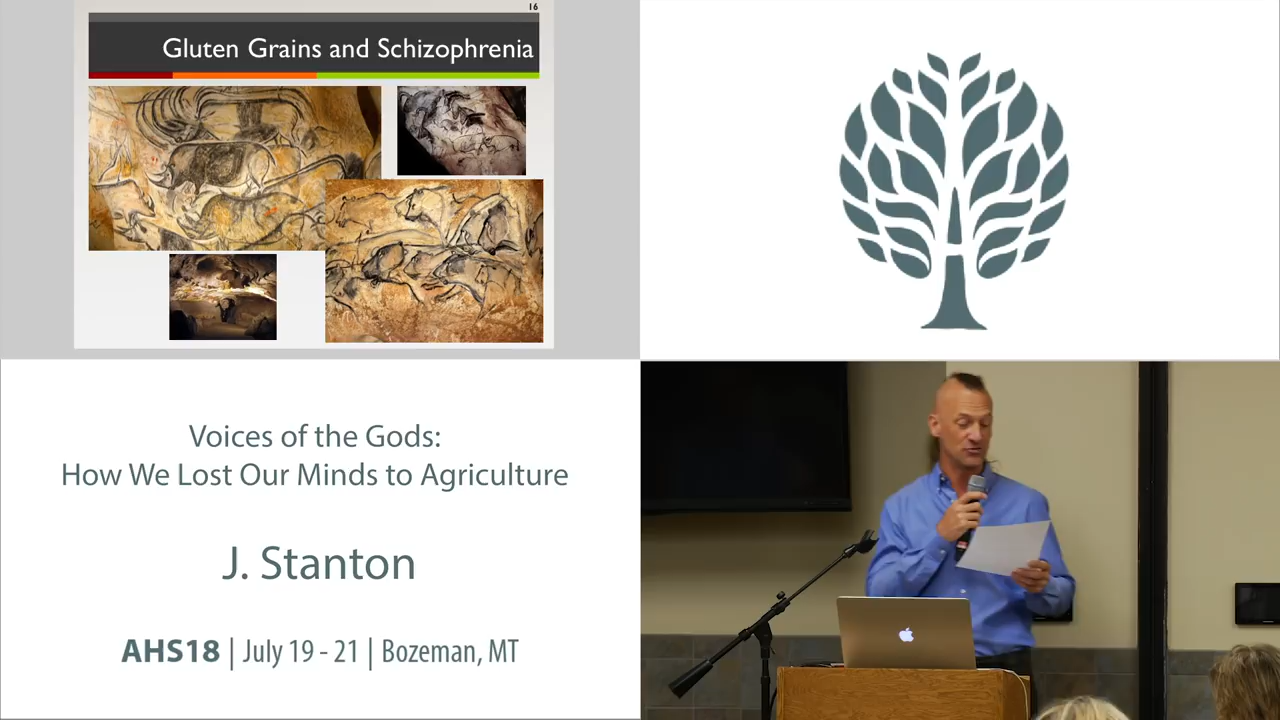 16
Gluten Grains and Schizophrenia
Voices of the Gods:
How We Lost Our Minds to Agriculture
J. Stanton
AHS18 | July 19 - 21 | Bozeman, MT